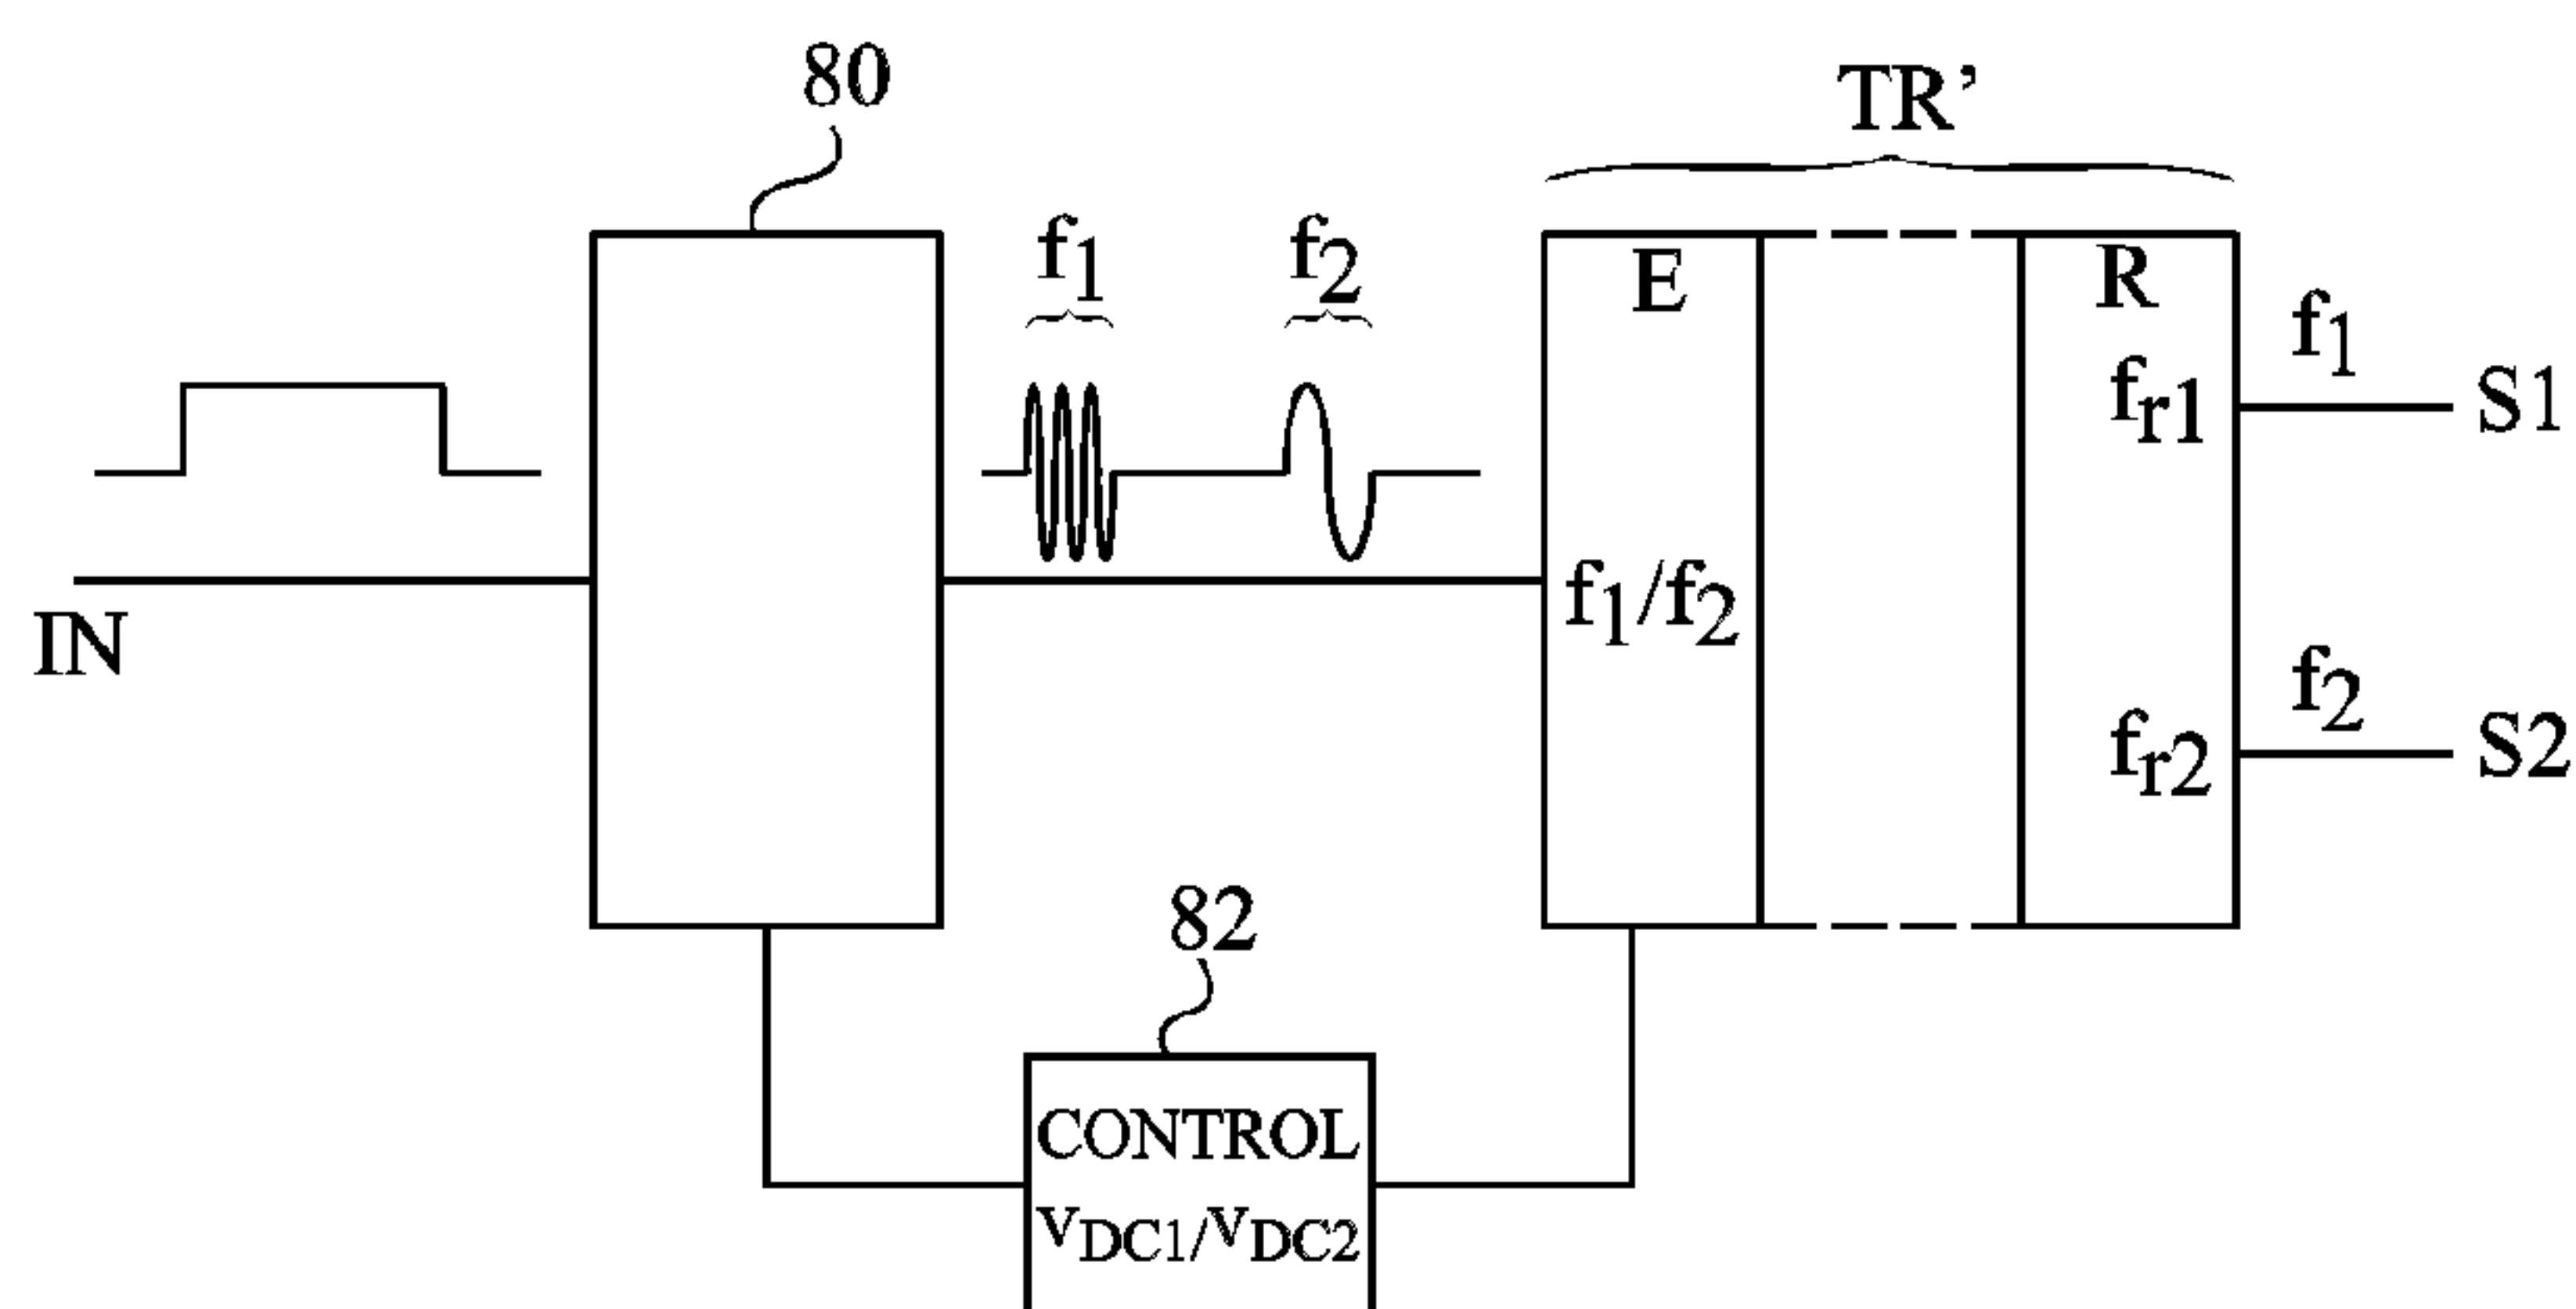 80
TR’
f1
f2
E
R
f1
fr1
S1
f1/f2
IN
f2
fr2
S2
82
CONTROL
VDC1/VDC2